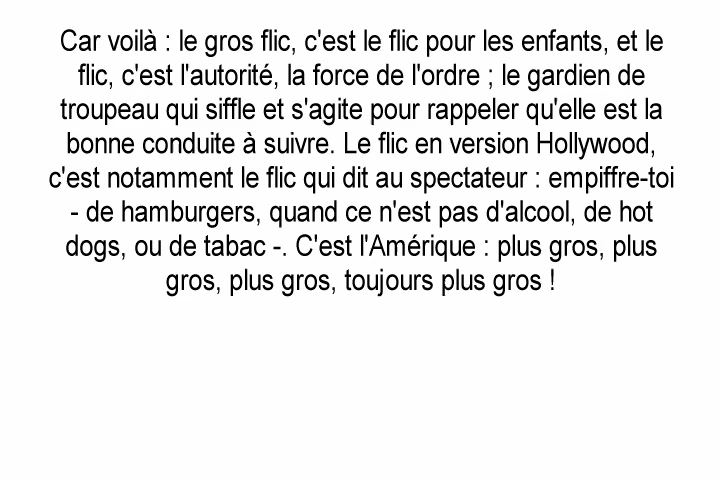 Car voilà : le gros flic, c'est le flic pour les enfants, et le
flic, c'est l'autorité, la force de l'ordre ; le gardien de
troupeau qui siffle et s'agite pour rappeler qu'elle est la
bonne conduite à suivre. Le flic en version Hollywood,
c'est notamment le flic qui dit au spectateur : empiffre-toi
- de hamburgers, quand ce n'est pas d'alcool, de hot
dogs, ou de tabac -. C'est l'Amérique : plus gros, plus
gros, plus gros, toujours plus gros !